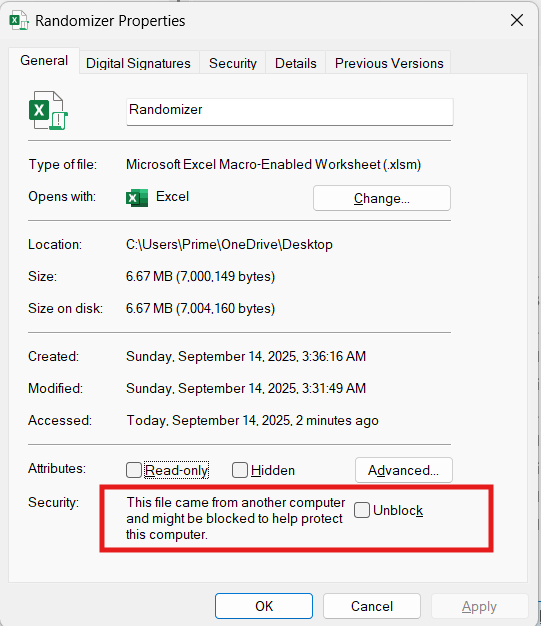 Randomizer Properties
General
Digital Signatures
Security
Details
Previous Versions
Randomizer
Type of file:
Microsoft Excel Macro-Enabled Worksheet (.xlsm)
Opens with:
Excel
Change...
Location:
C:\Users\Prime\OneDrive\Desktop
Size:
6.67 MB (7,000,149 bytes)
Size on disk:
6.67 MB (7,004,160 bytes)
Created:
Sunday, September 14, 2025, 3:36:16 AM
Modified:
Sunday, September 14, 2025, 3:31:49 AM
Accessed:
Today, September 14, 2025, 2 minutes ago
Attributes:
Read-only
Hidden
Advanced...
Security:
This file came from another computer
and might be blocked to help protect
this computer.
Unblock
OK
Cancel
Apply